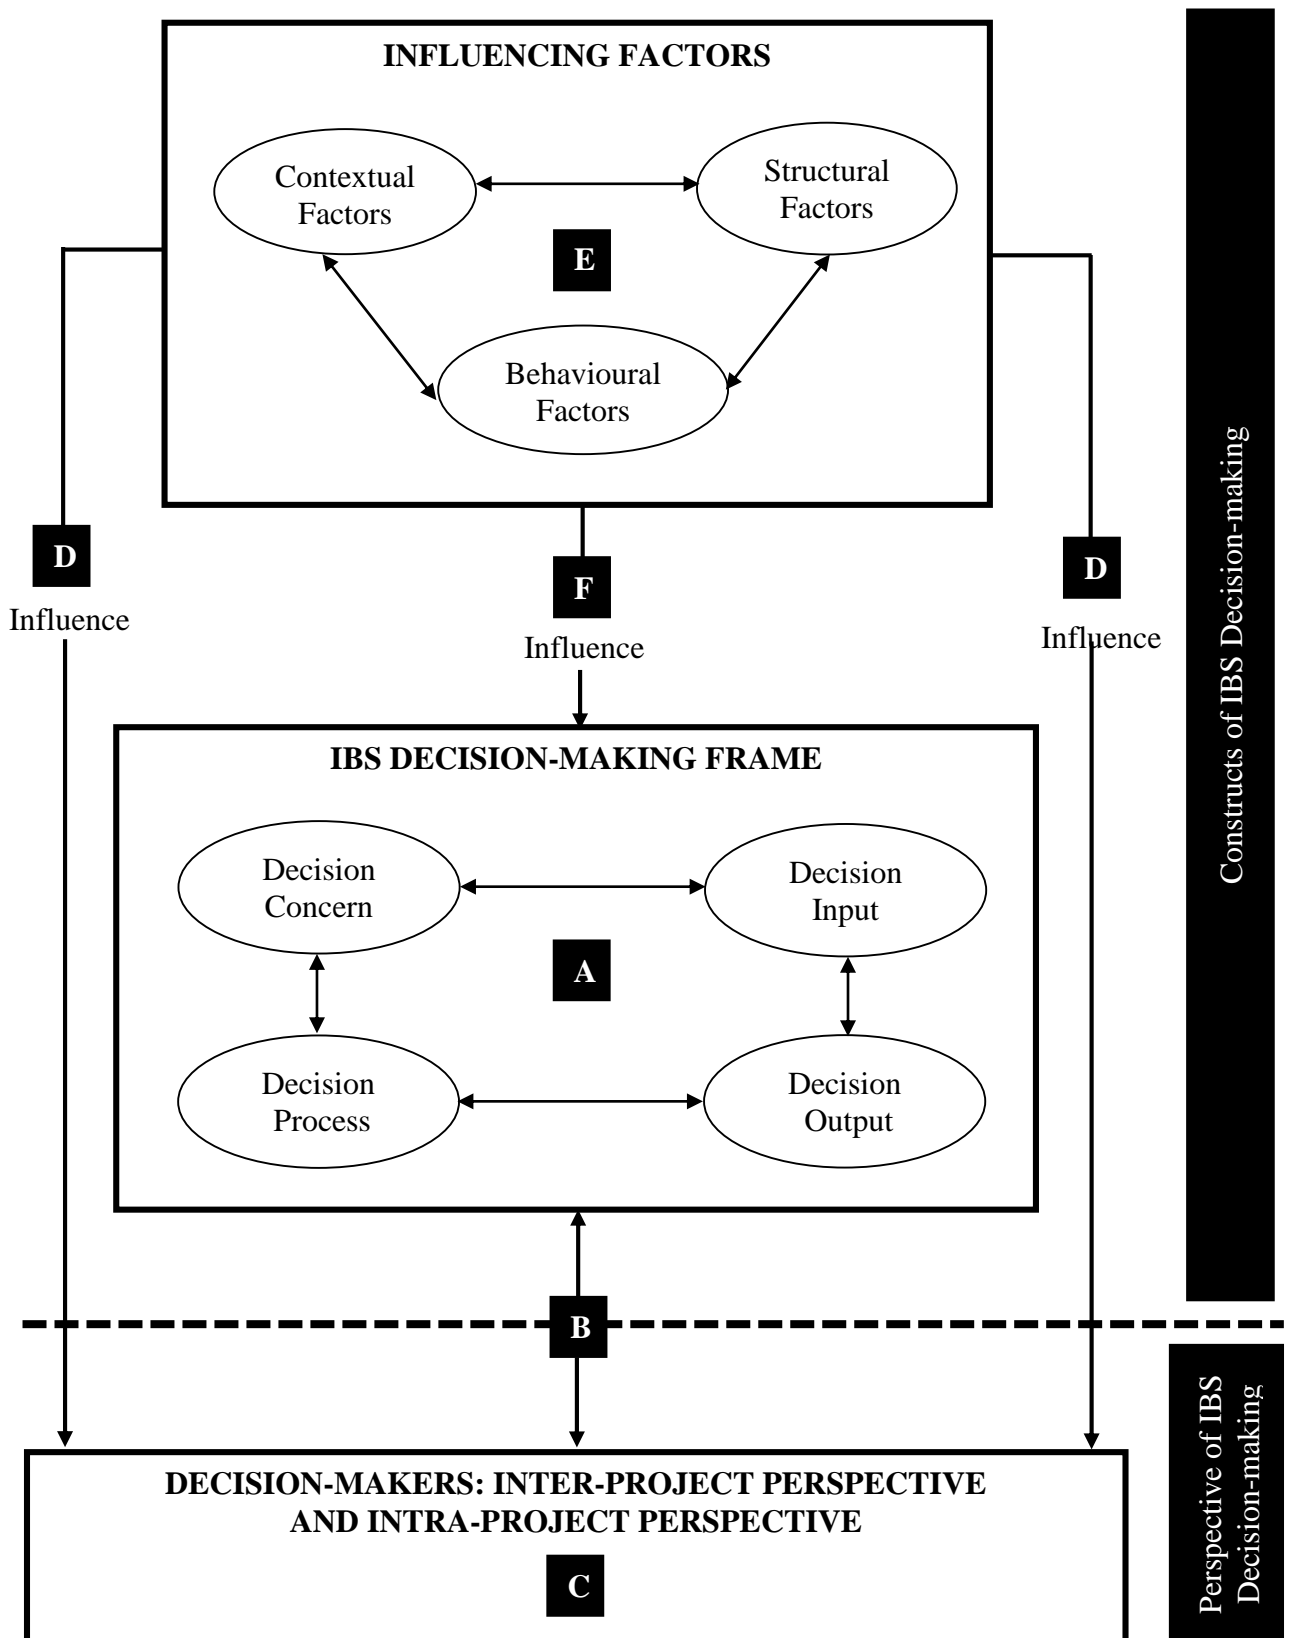 INFLUENCING FACTORS
Contextual
Factors
Structural
Factors
E
Behavioural
Factors
D
Influence
F
Influence
D
Influence
IBS DECISION-MAKING FRAME
Decision
Concern
Decision
Input
A
Decision
Process
Decision
Output
B
Constructs of IBS Decision-making
DECISION-MAKERS: INTER-PROJECT PERSPECTIVE
AND INTRA-PROJECT PERSPECTIVE
C
Perspective of IBS
Decision-making